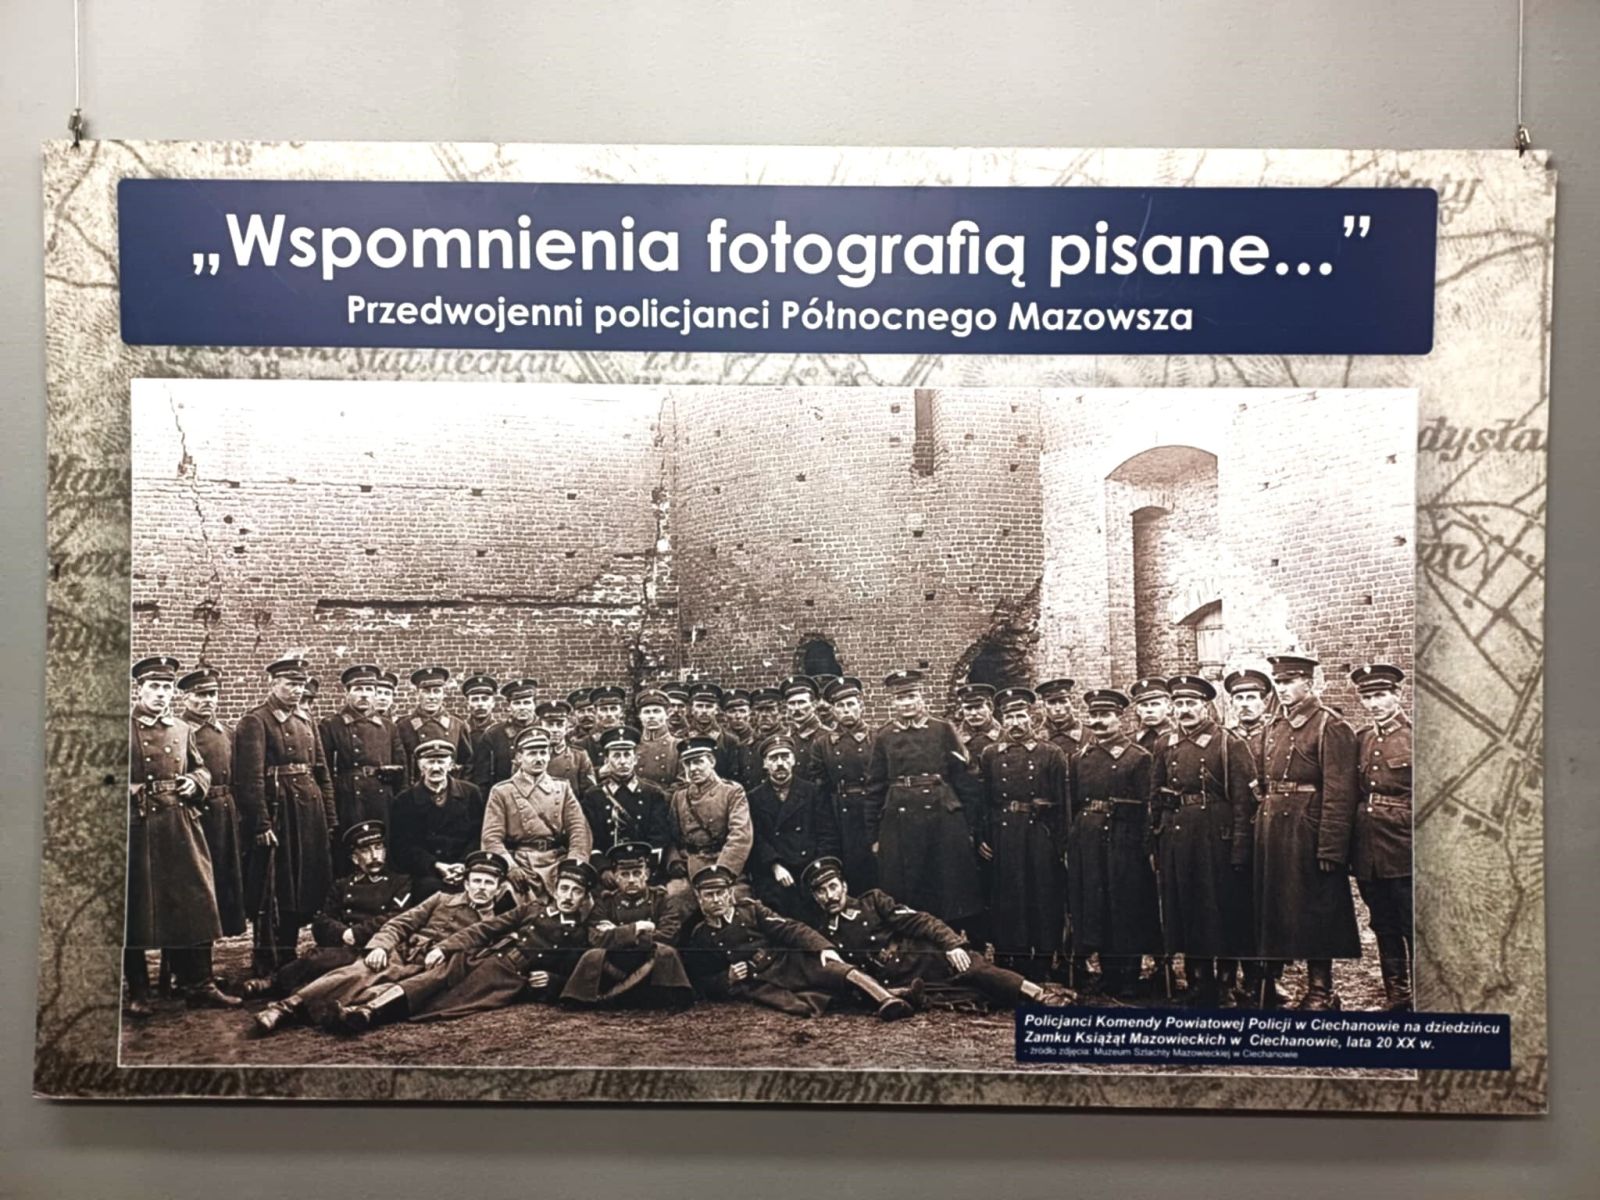 „Wspomnienia fotografią pisane...”
Przedwojenni policjanci Północnego Mazowsza
Policjanci Komendy Powiatowej Policji w Ciechanowie na dziedzińcu
Zamku Książąt Mazowieckich w Ciechanowie, lata 20 XX w.
- źródło zdjęcia: Muzeum Szlachty Mazowieckiej w Ciechanowie